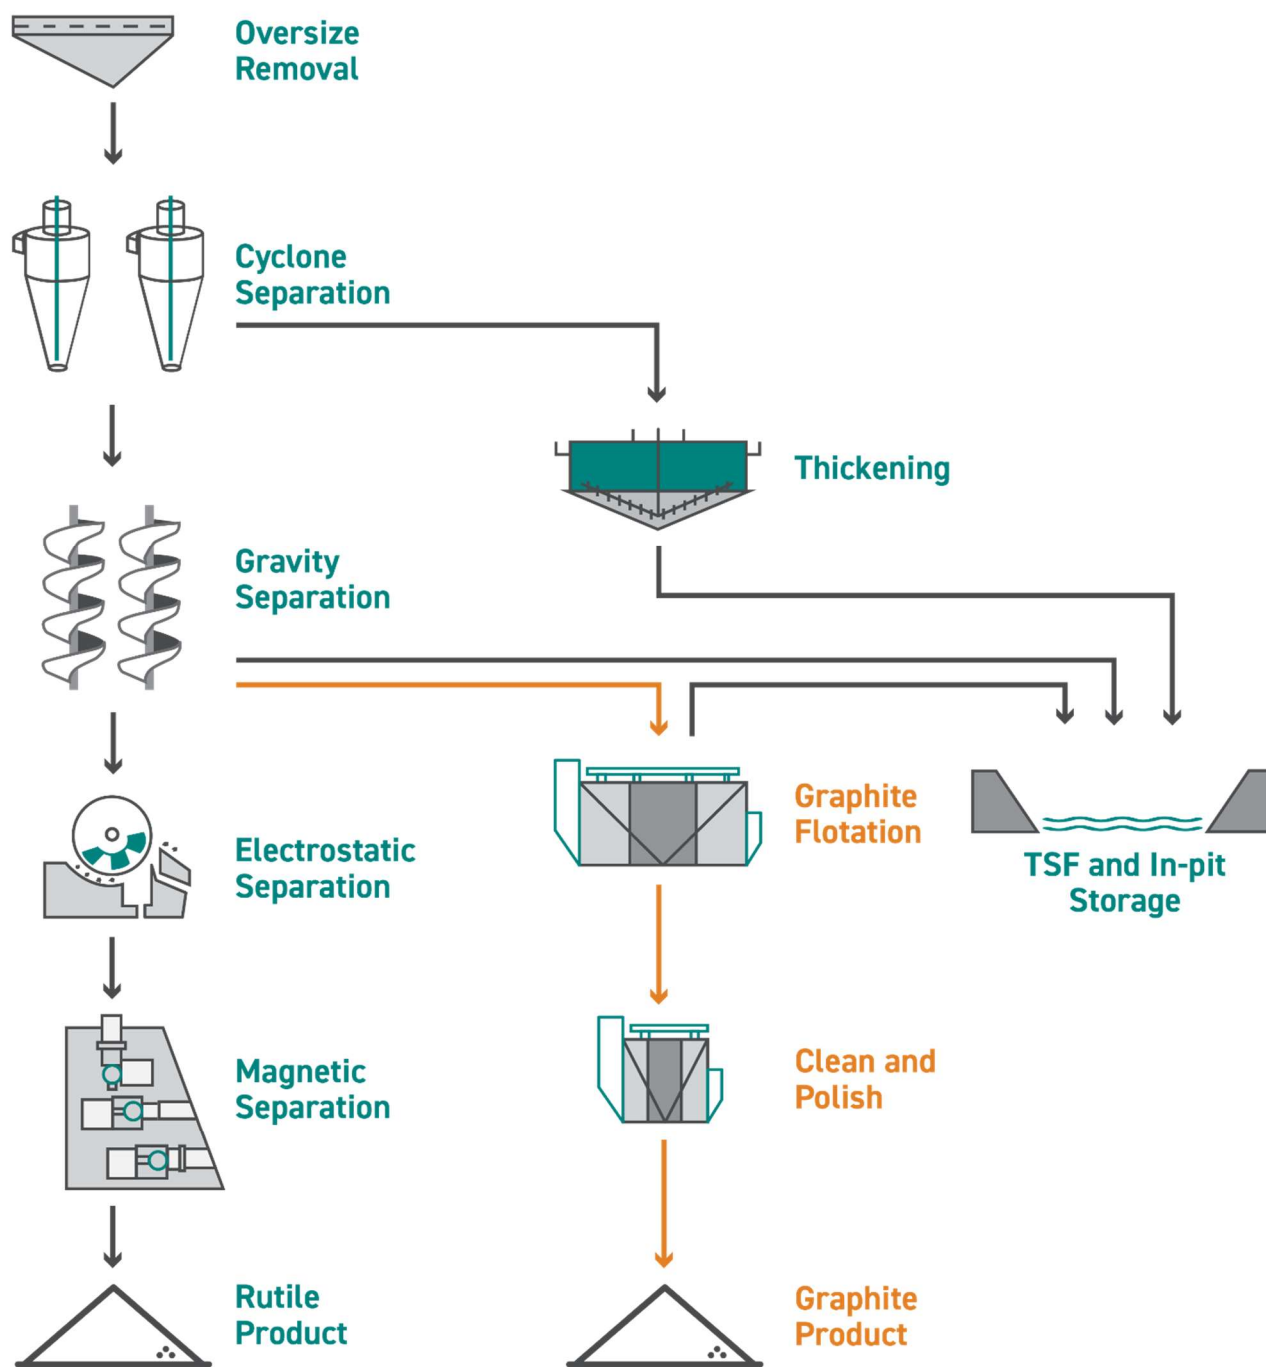 Oversize
Removal
Cyclone
Separation
Thickening
Gravity
Separation
Graphite
Flotation
TSF and In-pit
Storage
Electrostatic
Separation
Magnetic
Separation
Clean and
Polish
Rutile
Product
Graphite
Product